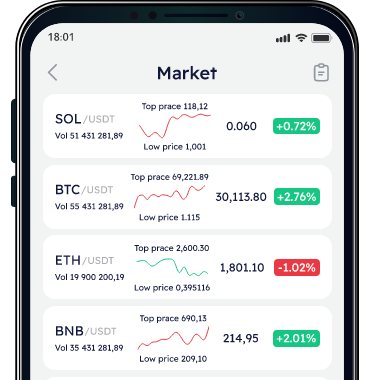 18:01
Market
Top prace 118,12
SOL/USDT
0.060
+0.72%
Vol 51 431 281,89
Low price 1,001
Top prace 69,221.89
BTC/USDT
30,113.80
+2.76%
Vol 55 431 281,89
Low price 1.115
Top prace 2,600.30
ETH/USDT
1,801.10
-1.02%
Vol 19 900 200,19
Low prace 0,395116
Top prace 690,13
BNB/USDT
214,95
+2.01%
Vol 35 431 281,89
Low prace 209,10